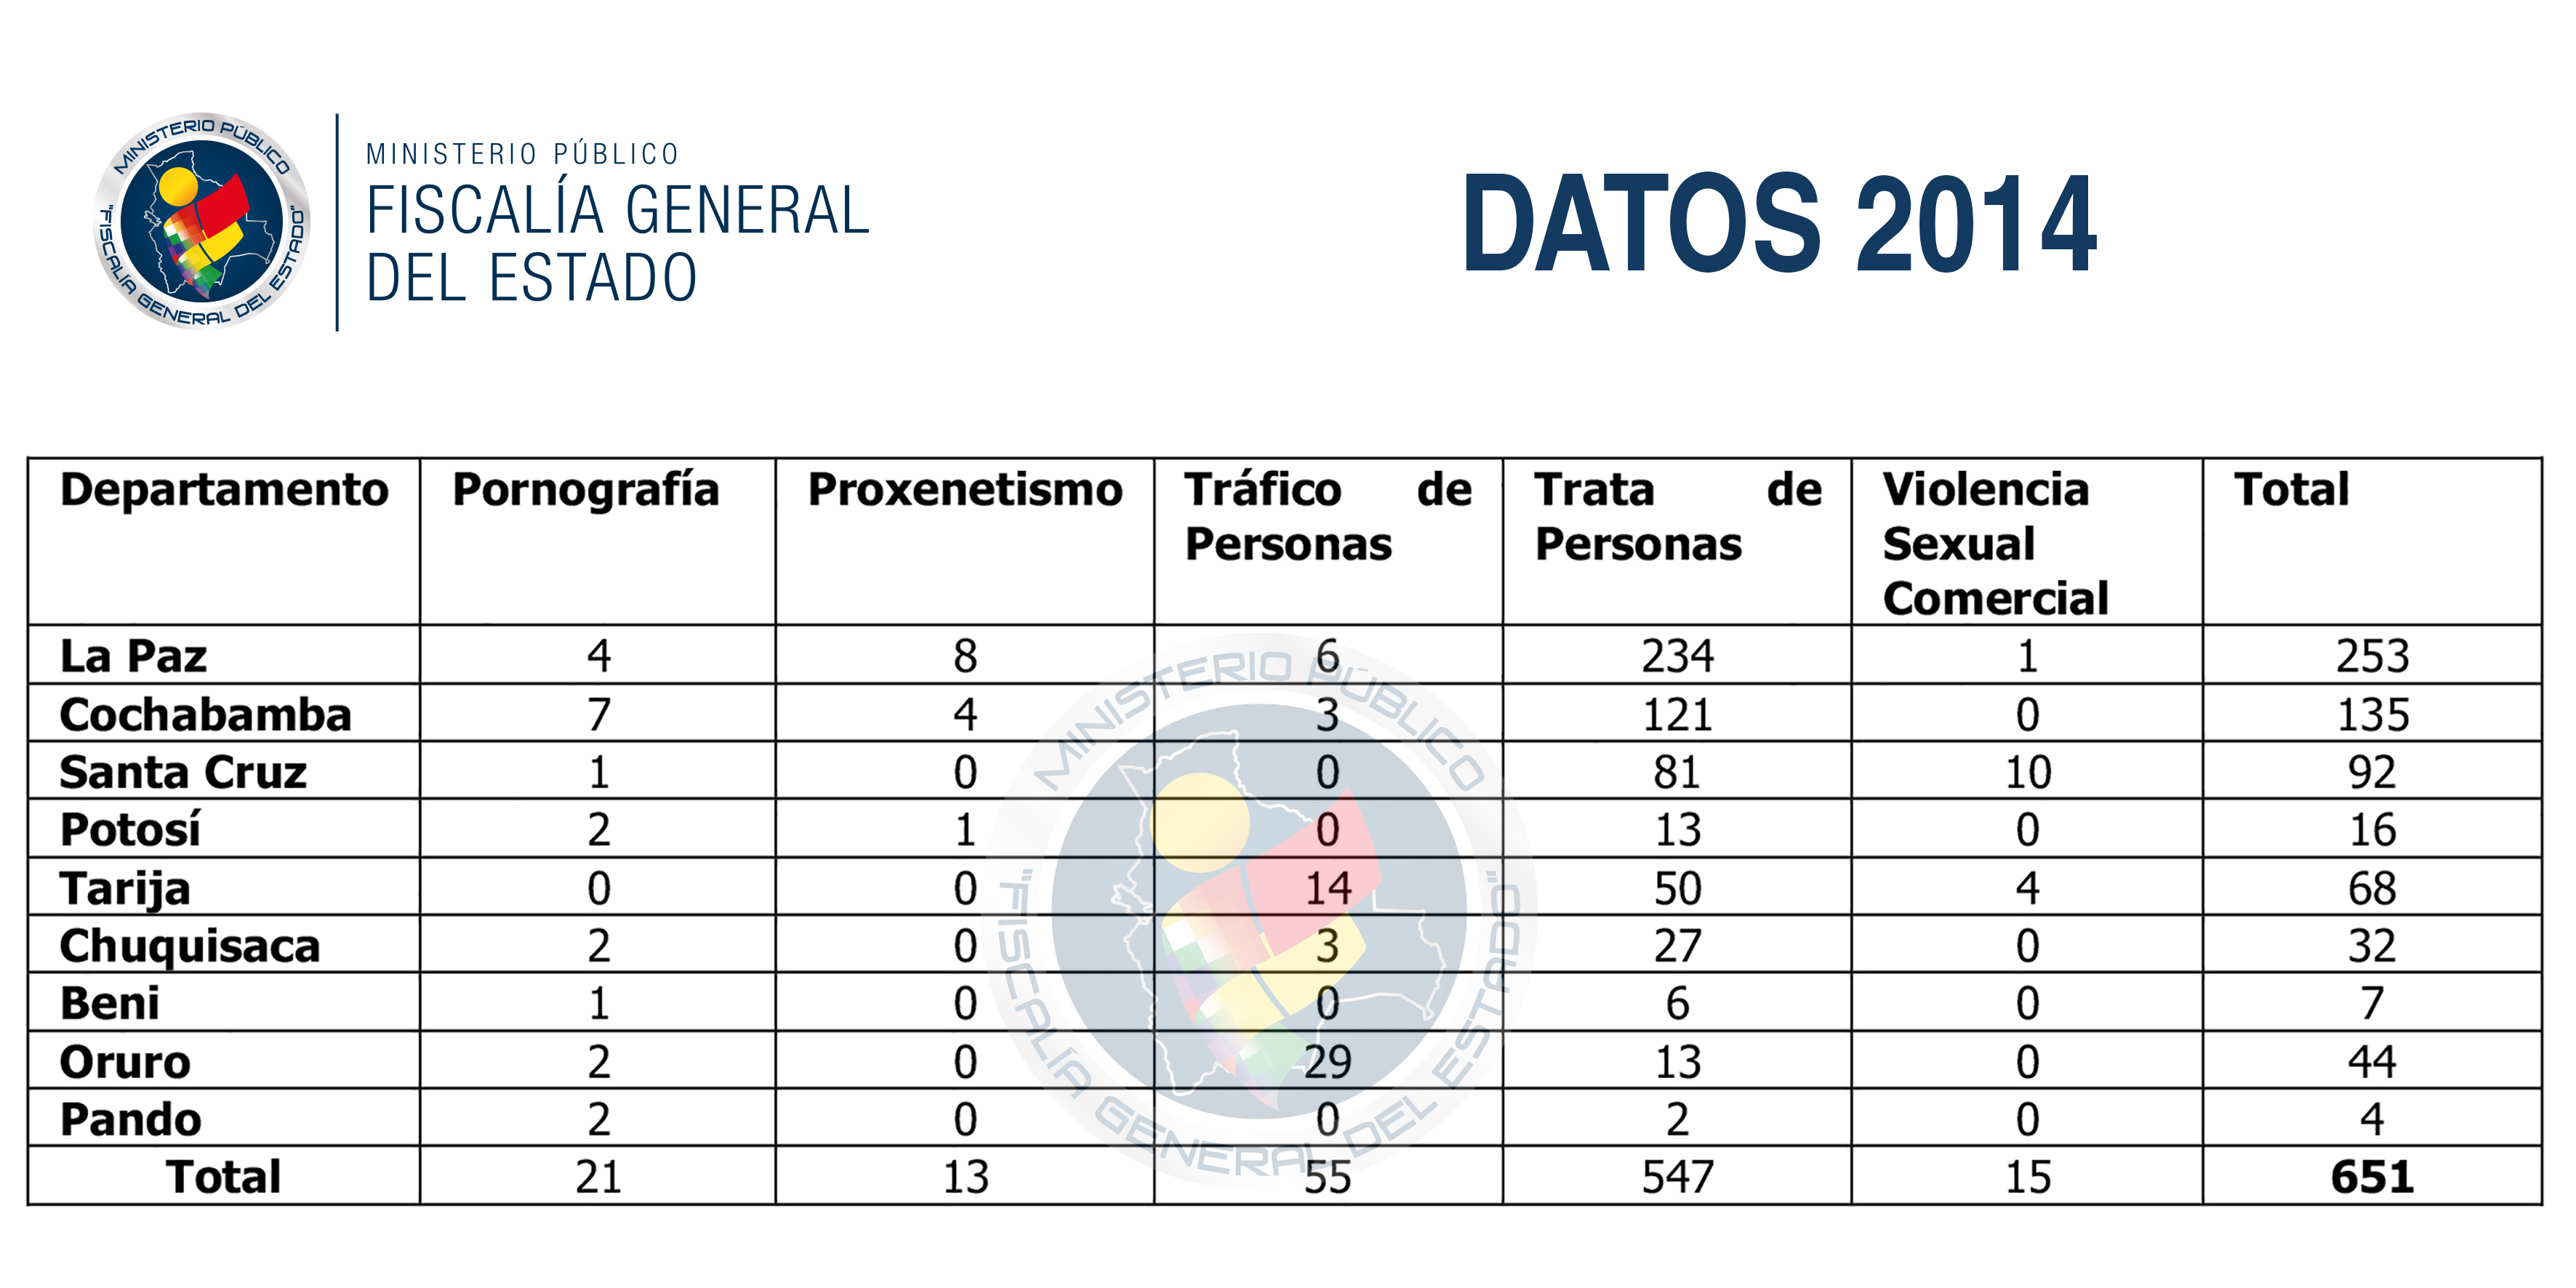 MINISTERIO PÚBLICO
"FISCALÍA GENERAL DEL ESTADO"
MINISTERIO PÚBLICO
FISCALÍA GENERAL
DEL ESTADO
DATOS 2014
Departamento Pornografía Proxenetismo Tráfico de Personas Trata de Personas Violencia Sexual Comercial Total
La Paz 4 8 6 234 1 253
Cochabamba 7 4 3 121 0 135
Santa Cruz 1 0 0 81 10 92
Potosí 2 1 0 13 0 16
Tarija 0 0 14 50 4 68
Chuquisaca 2 0 3 27 0 32
Beni 1 0 0 6 0 7
Oruro 2 0 29 13 0 44
Pando 2 0 0 2 0 4
Total 21 13 55 547 15 651
MINISTERIO PÚBLICO
"FISCALÍA GENERAL DEL ESTADO"